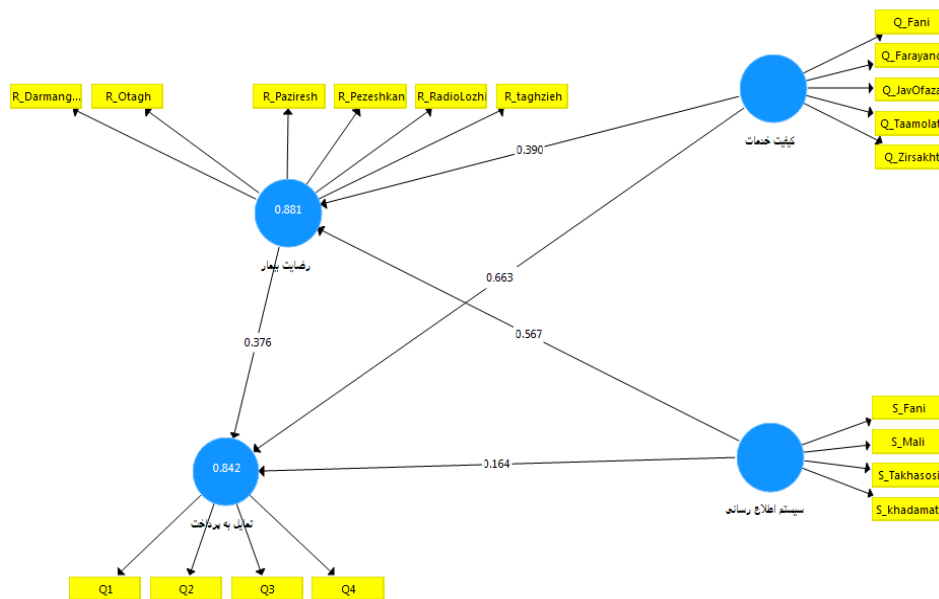 Q_Fani
Q_Farayand
Q_JavOfaza
Q_Taamolat
Q_Zirsakht
کیفیت خدمات
R_Darmang...
R_Otagh
R_Paziresh
R_Pezeshkan
R_RadioLozhi
R_taghzieh
0.390
0.881
رضایت بیمار
0.663
0.567
0.376
S_Fani
S_Mali
S_Takhasosi
S_khadamat
سیستم اطلاع رسانی
0.164
0.842
تمایل به پرداخت
Q1
Q2
Q3
Q4